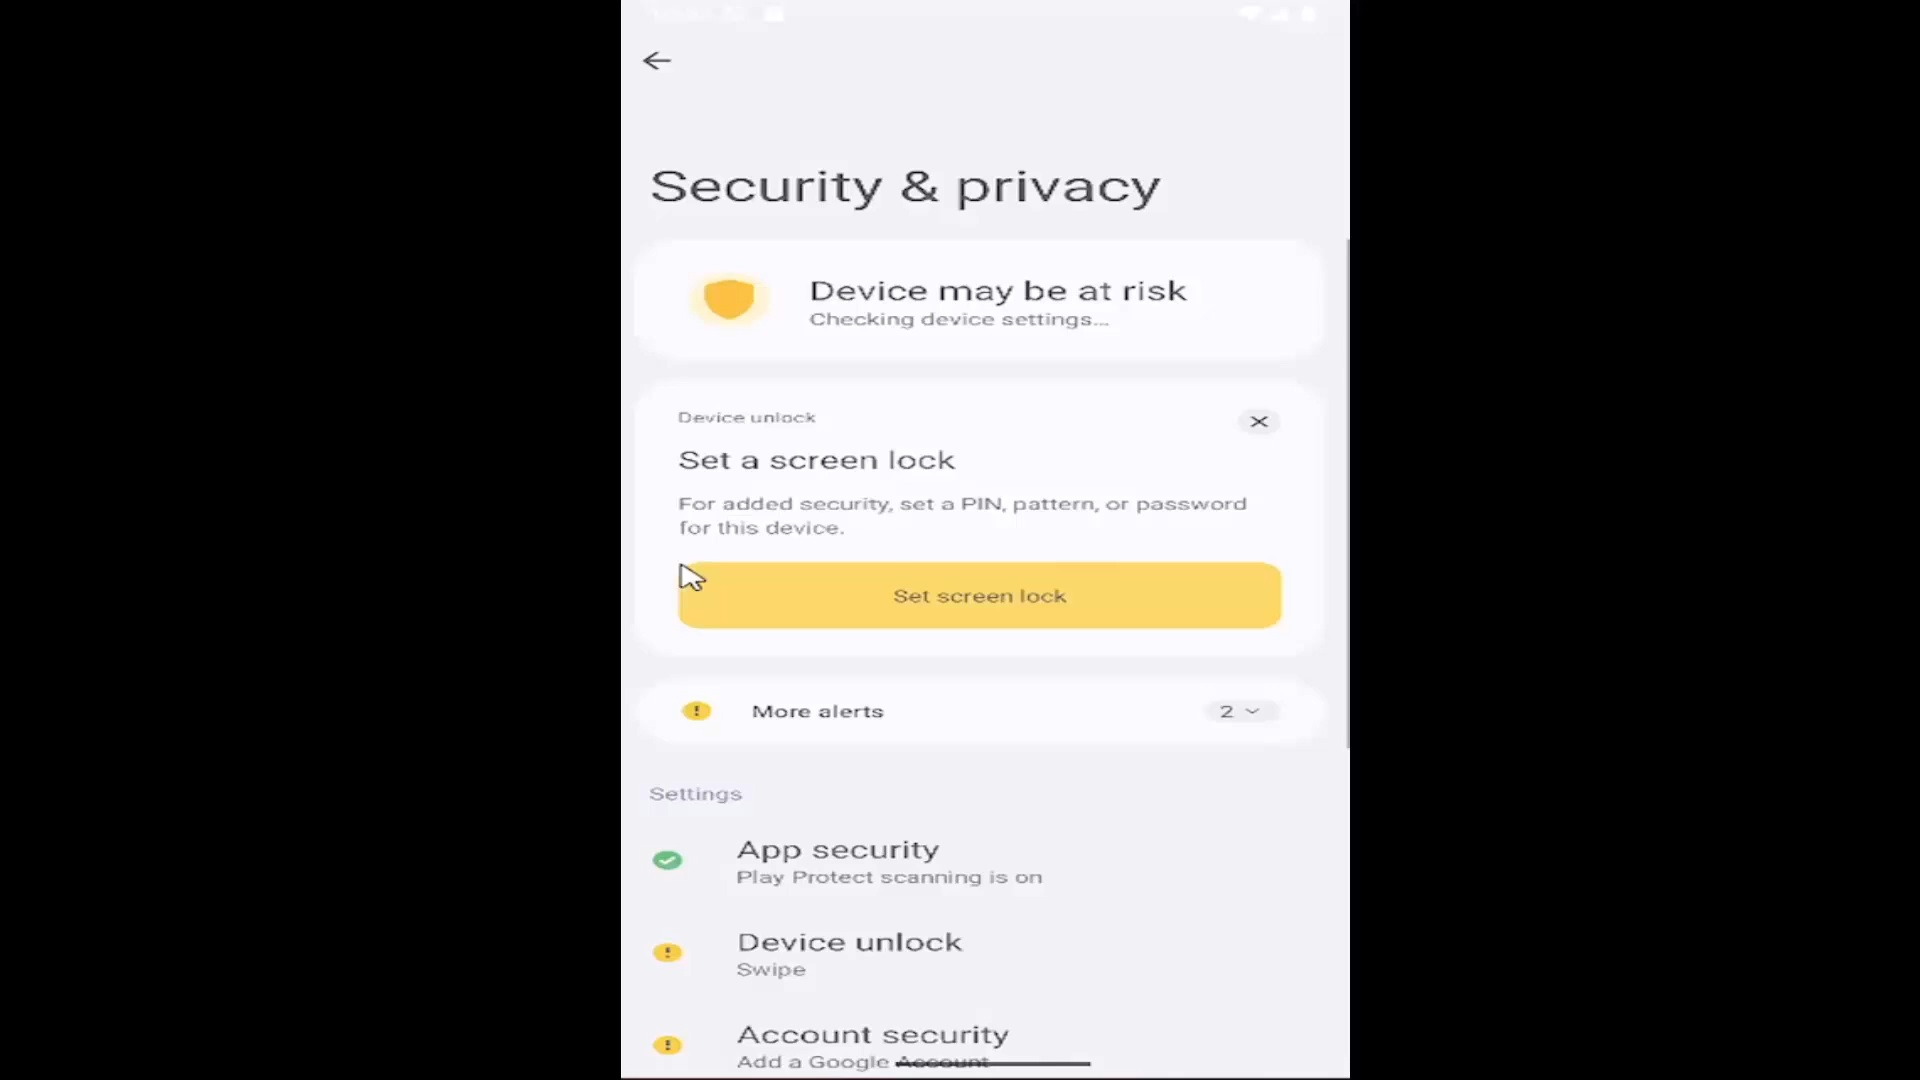 Security & privacy
Device may be at risk
Checking device settings...
Device unlock
Set a screen lock
For added security, set a PIN, pattern, or password
for this device.
Set screen lock
More alerts
2
Settings
App security
Play Protect scanning is on
Device unlock
Swipe
Account security
Add a Google Account